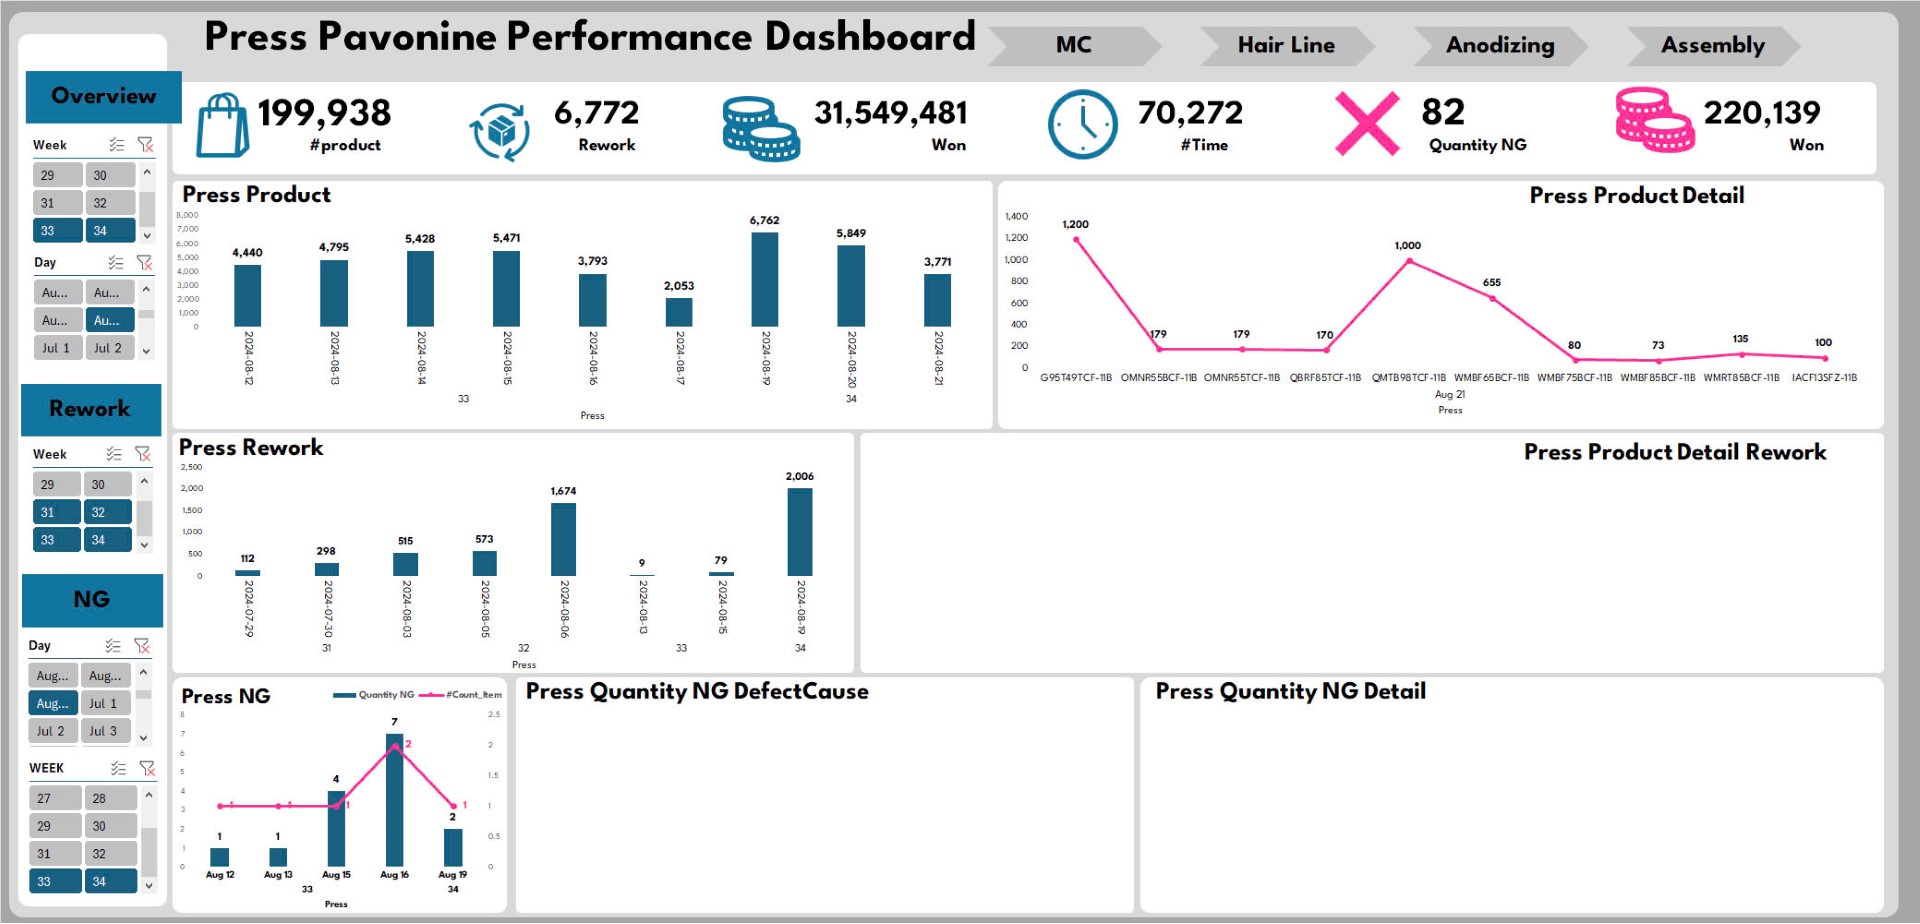 Press Pavonine Performance Dashboard
MC
Hair Line
Anodizing
Assembly
Overview
199,938
#product
6,772
Rework
31,549,481
Won
70,272
#Time
82
Quantity NG
220,139
Won
Week
29
30
31
32
33
34
Day
Au...
Au...
Au...
Au...
Jul 1
Jul 2
Rework
Week
29
30
31
32
33
34
NG
Day
Aug...
Aug...
Aug...
Jul 1
Jul 2
Jul 3
WEEK
27
28
29
30
31
32
33
34
Press Product
8,000
7,000
6,000
5,000
4,000
3,000
2,000
1,000
0
4,440
4,795
5,428
5,471
3,793
2,053
6,762
5,849
3,771
2024-08-12
2024-08-13
2024-08-14
2024-08-15
2024-08-16
2024-08-17
2024-08-19
2024-08-20
2024-08-21
33
34
Press
Press Product Detail
1,400
1,200
1,000
800
600
400
200
0
1,200
179
179
170
1,000
655
80
73
135
100
G95T49TCF-11B
OMNR55BCF-11B
OMNR55TCF-11B
QBRF85TCF-11B
QMTB98TCF-11B
WMBF65BCF-11B
WMBF75BCF-11B
WMBF85BCF-11B
WMRT85BCF-11B
IACF13SFZ-11B
Aug 21
Press
Press Rework
2,500
2,000
1,500
1,000
500
0
112
298
515
573
1,674
9
79
2,006
2024-07-29
2024-07-30
2024-08-03
2024-08-05
2024-08-06
2024-08-13
2024-08-15
2024-08-19
31
32
33
34
Press
Press Product Detail Rework
Press NG
Quantity NG
#Count_Item
8
7
6
5
4
3
2
1
0
2.5
2
1.5
1
0.5
0
1
1
4
7
2
1
1
1
2
1
Aug 12
Aug 13
Aug 15
Aug 16
Aug 19
33
34
Press
Press Quantity NG DefectCause
Press Quantity NG Detail